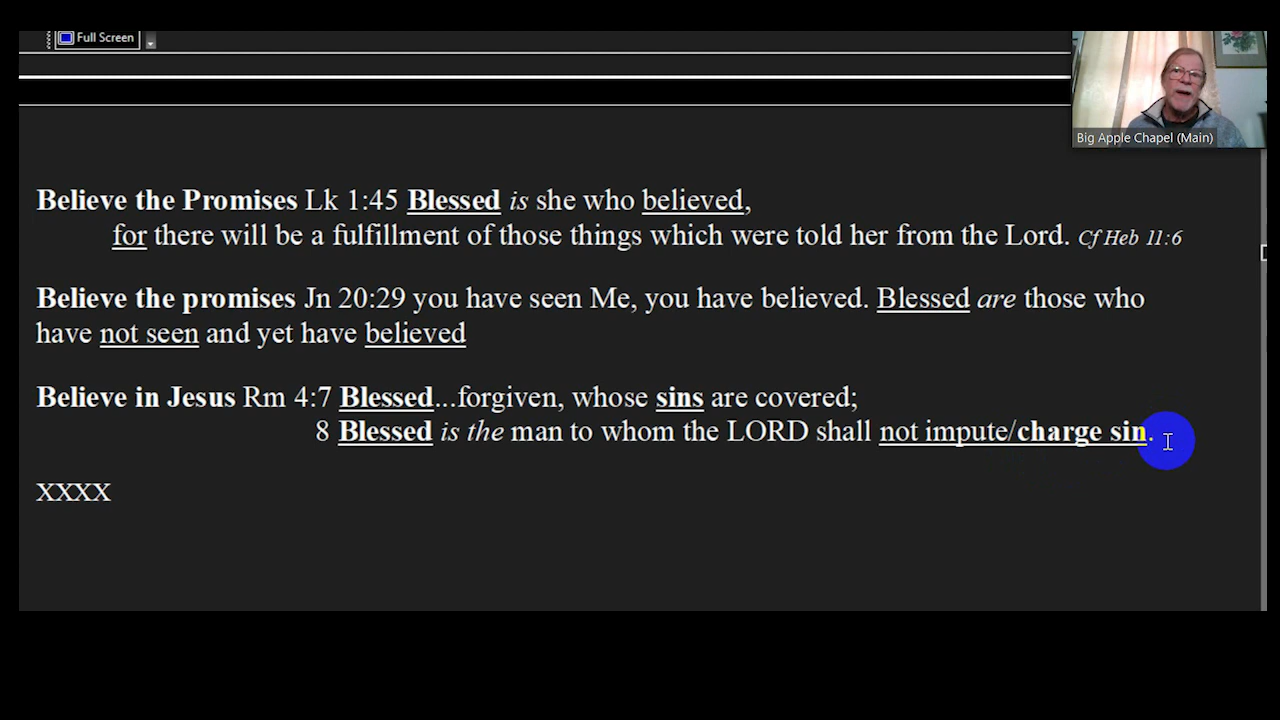 Full Screen
Big Apple Chapel (Main)
Believe the Promises Lk 1:45 Blessed is she who believed,
for there will be a fulfillment of those things which were told her from the Lord. Cf Heb 11:6
Believe the promises Jn 20:29 you have seen Me, you have believed. Blessed are those who
have not seen and yet have believed
Believe in Jesus Rm 4:7 Blessed...forgiven, whose sins are covered;
8 Blessed is the man to whom the LORD shall not impute/charge sin.
XXXX